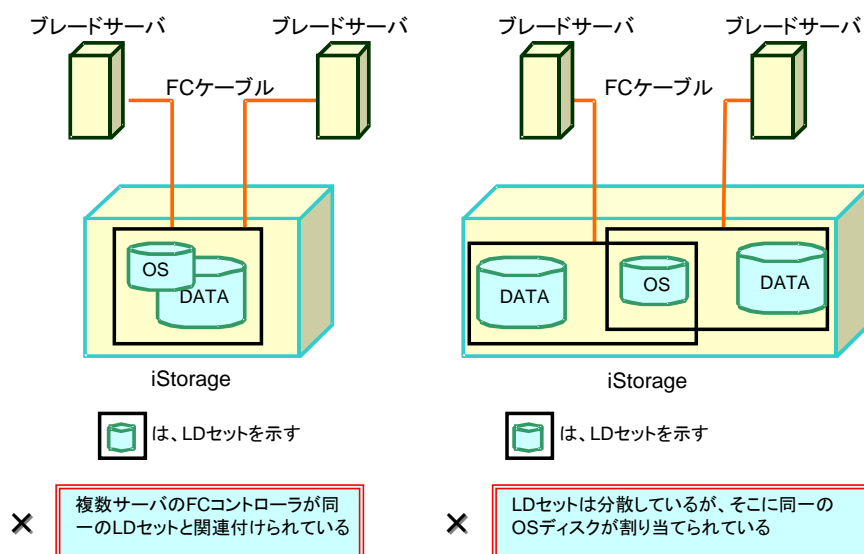 ブレードサーバ
ブレードサーバ
FCケーブル
OS
DATA
iStorage
は、LDセットを示す
×
複数サーバのFCコントローラが同
一のLDセットと関連付けられている
ブレードサーバ
ブレードサーバ
FCケーブル
DATA
OS
DATA
iStorage
は、LDセットを示す
×
LDセットは分散しているが、そこに同一の
OSディスクが割り当てられている